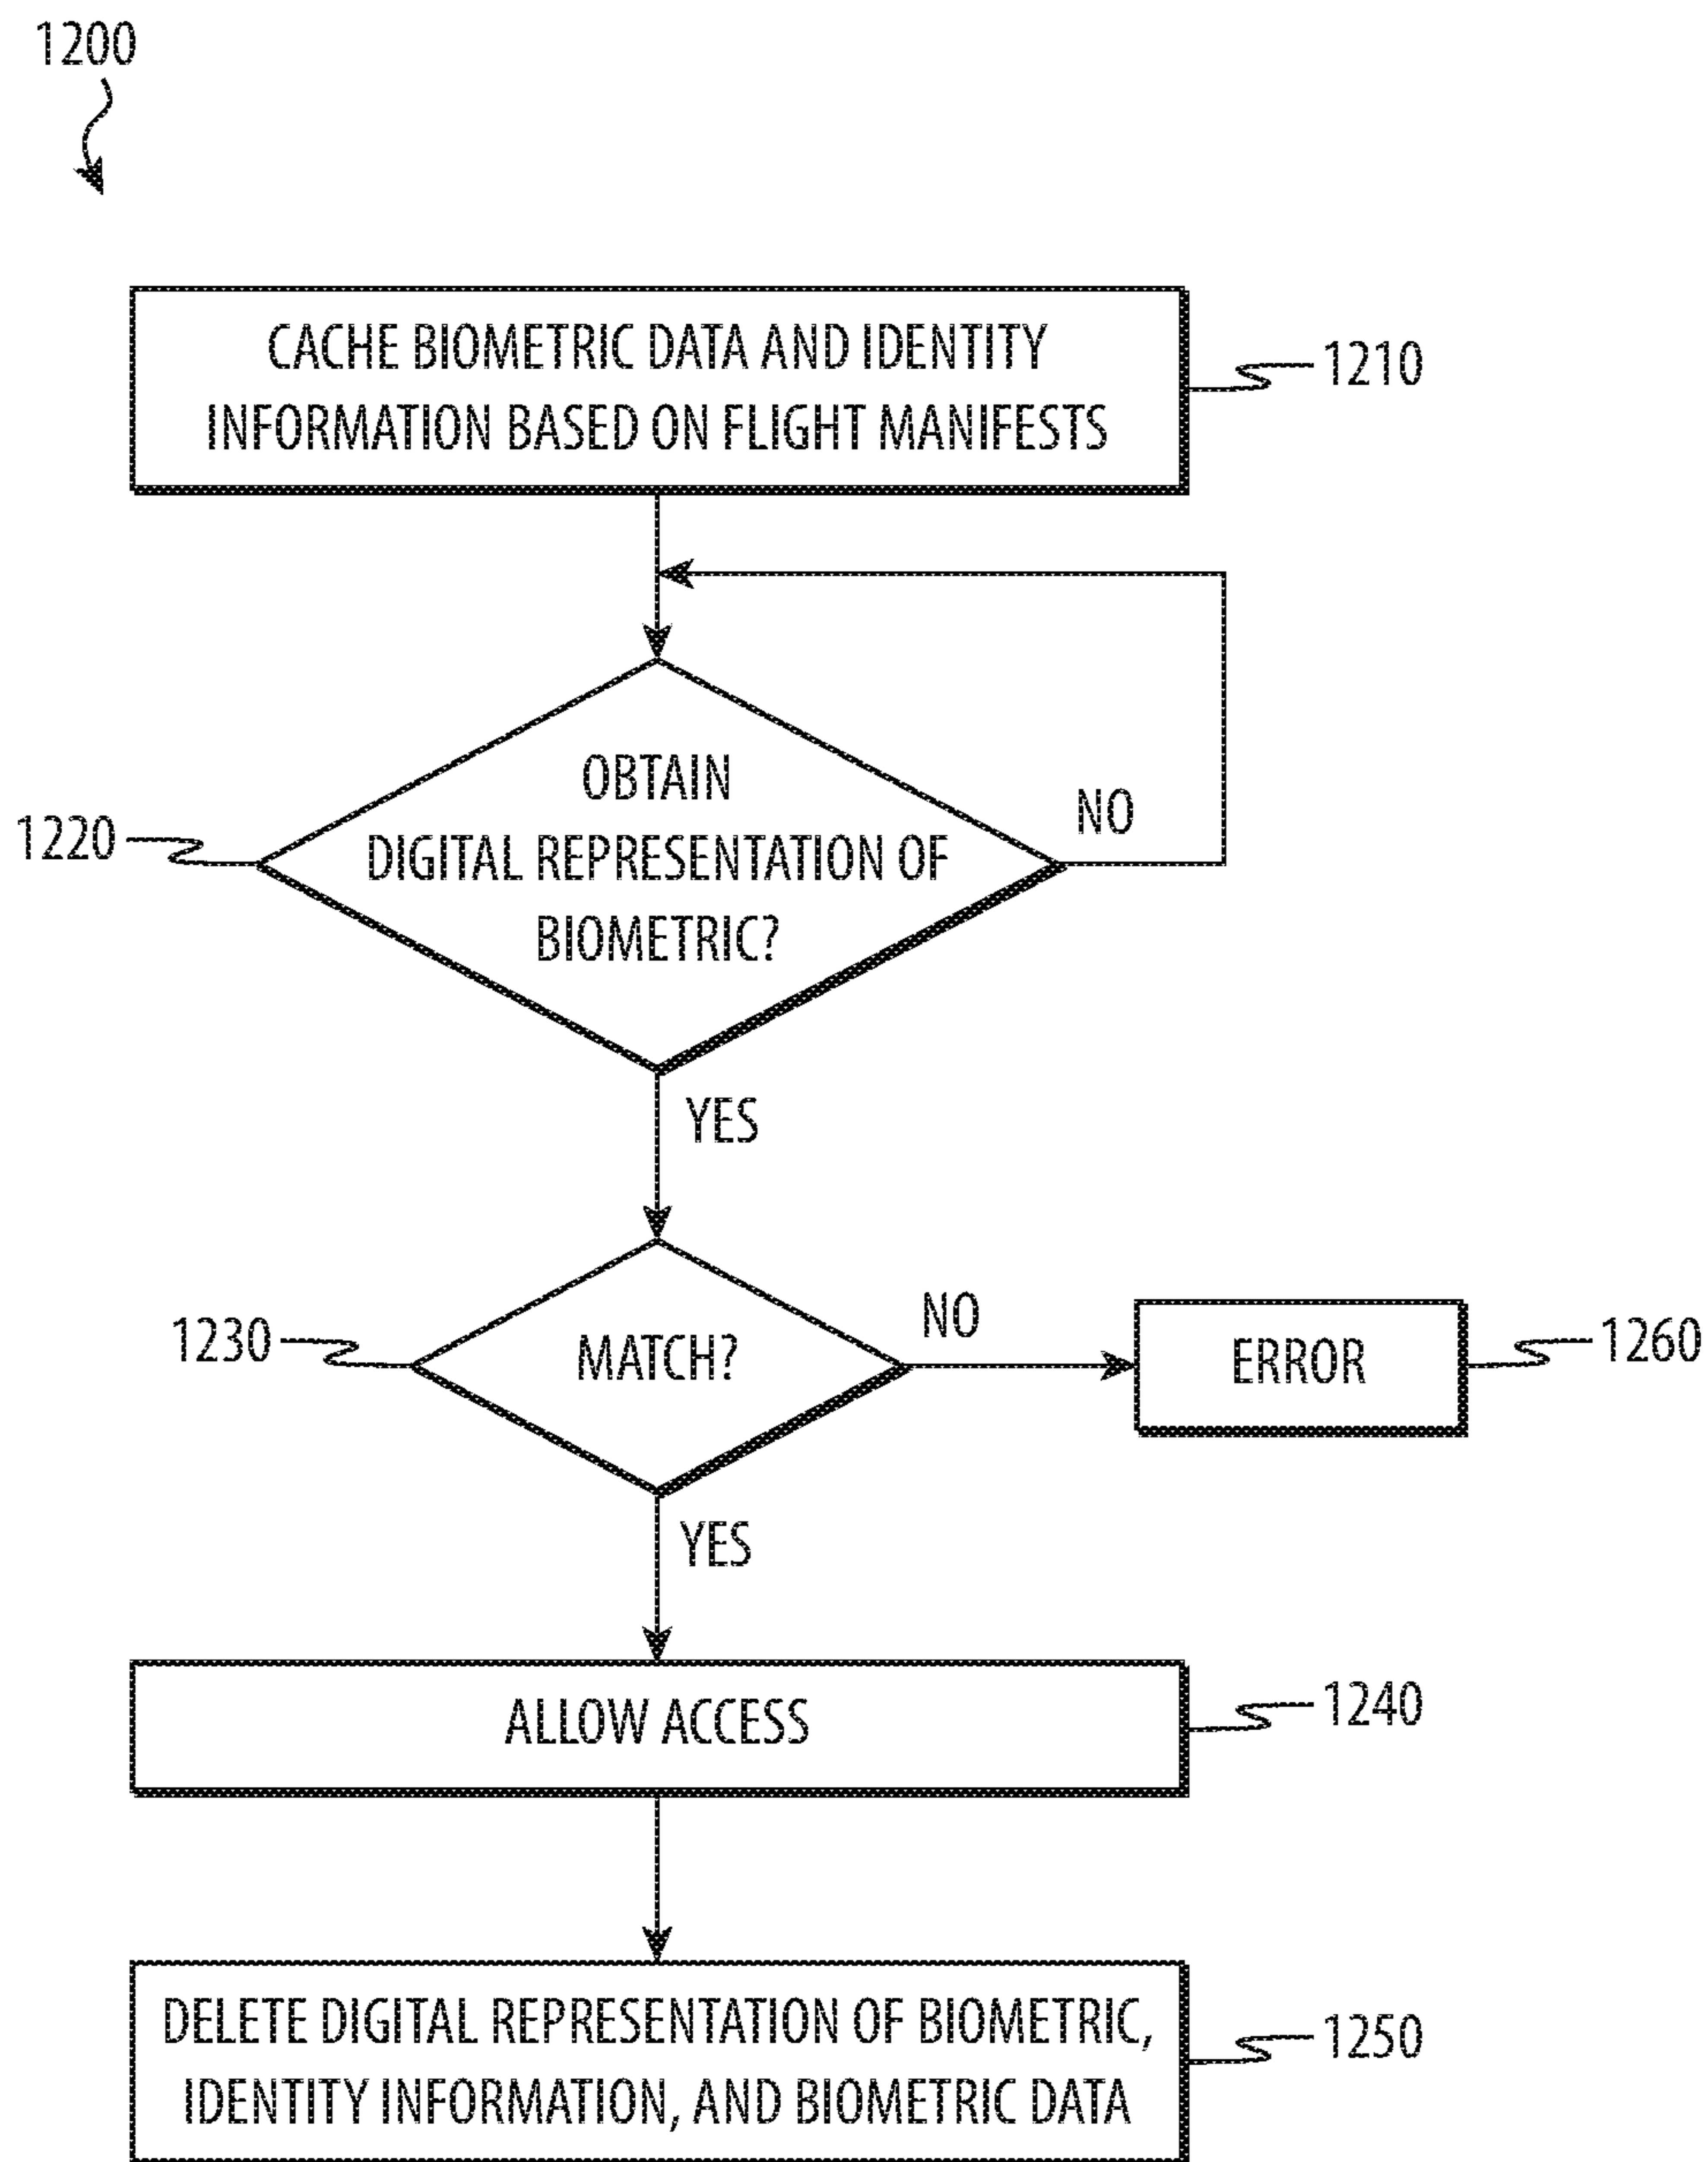 1200
CACHE BIOMETRIC DATA AND IDENTITY
INFORMATION BASED ON FLIGHT MANIFESTS
1210
OBTAIN
DIGITAL REPRESENTATION OF
BIOMETRIC?
1220
NO
YES
MATCH?
1230
NO
ERROR
1260
YES
ALLOW ACCESS
1240
DELETE DIGITAL REPRESENTATION OF BIOMETRIC,
IDENTITY INFORMATION, AND BIOMETRIC DATA
1250